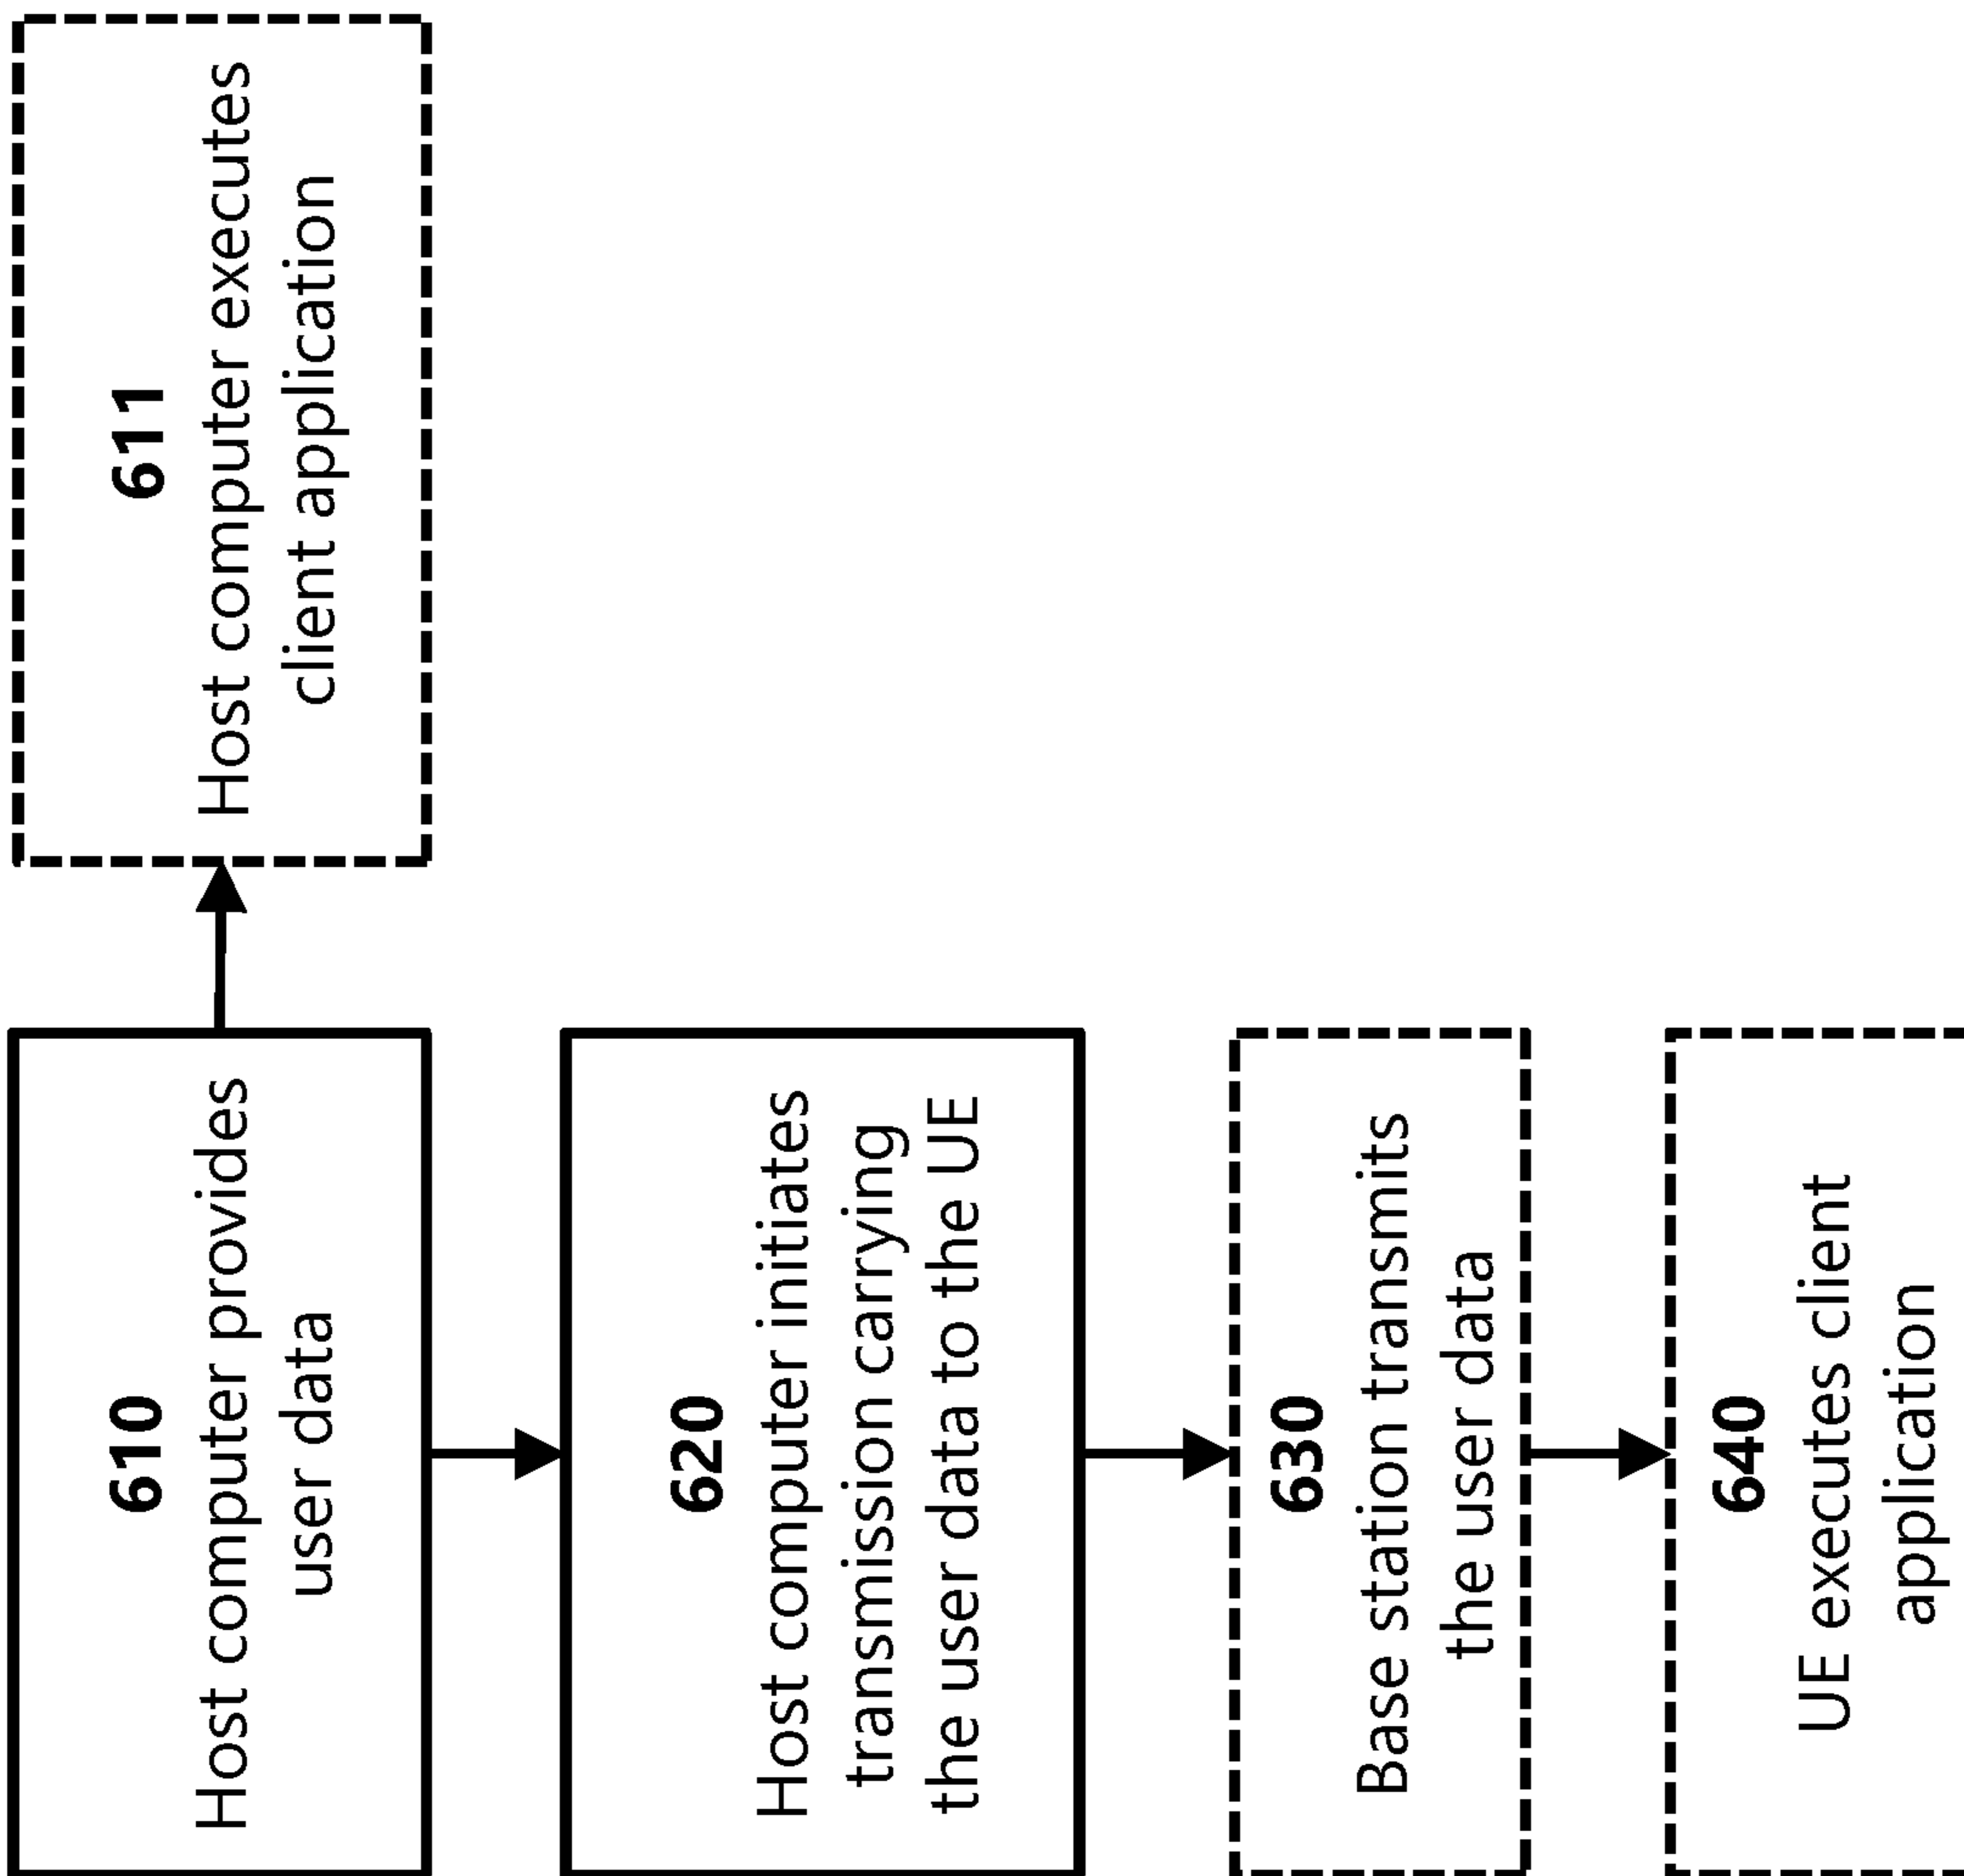 610
Host computer provides
user data
611
Host computer executes
client application
620
Host computer initiates
transmission carrying
the user data to the UE
630
Base station transmits
the user data
640
UE executes client
application